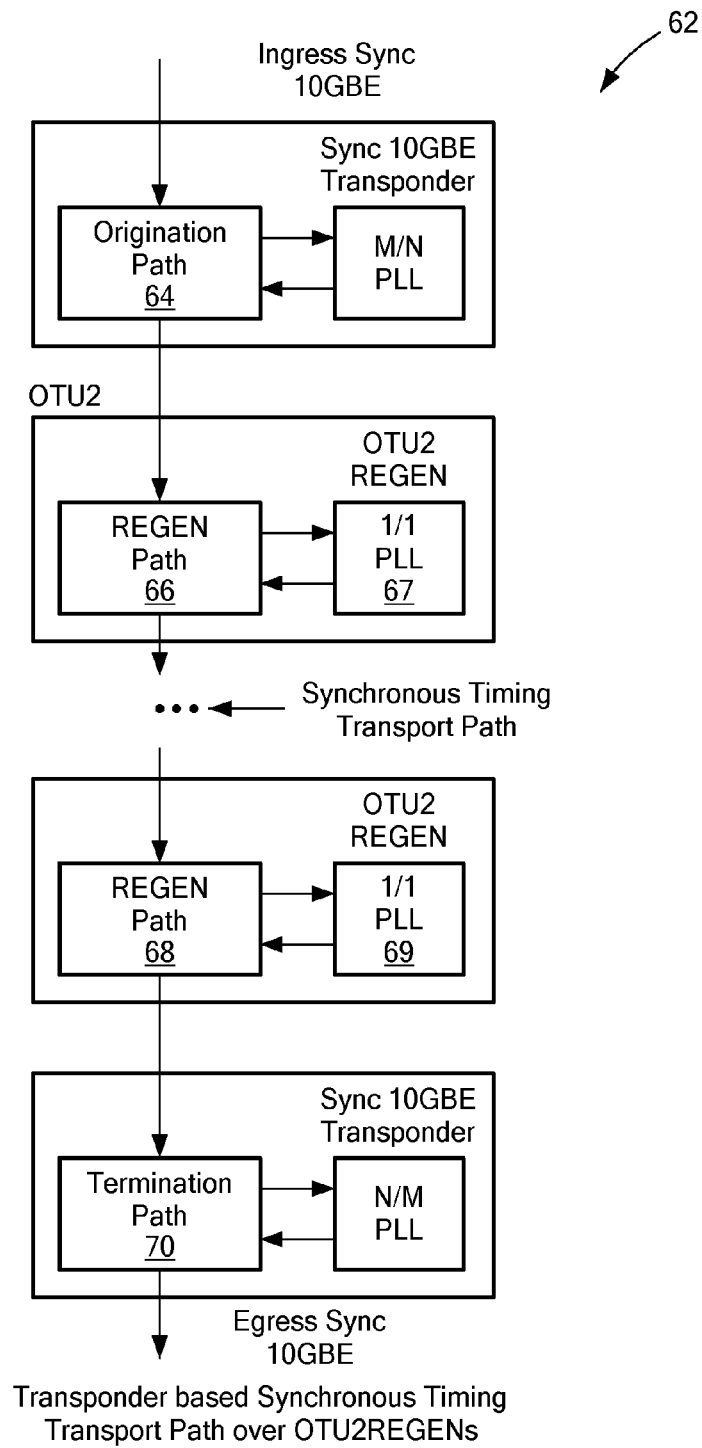 62
Ingress Sync
10GBE
Sync 10GBE
Transponder
Origination
Path
64
M/N
PLL
OTU2
OTU2
REGEN
REGEN
Path
66
1/1
PLL
67
Synchronous Timing
Transport Path
OTU2
REGEN
REGEN
Path
68
1/1
PLL
69
Sync 10GBE
Transponder
Termination
Path
70
N/M
PLL
Egress Sync
10GBE
Transponder based Synchronous Timing
Transport Path over OTU2REGENs